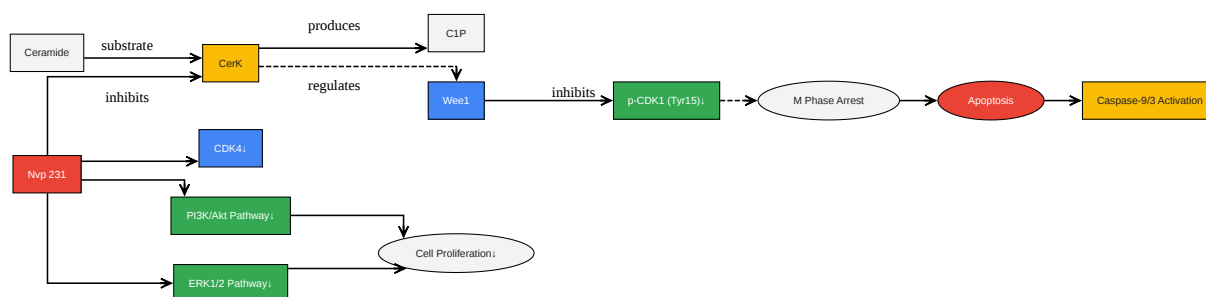 produces
C1P
Ceramide
substrate
CerK
inhibits
regulates
Wee1
inhibits
p-CDK1 (Tyr15)↓
M Phase Arrest
Apoptosis
Caspase-9/3 Activation
CDK4↓
Nvp 231
PI3K/Akt Pathway↓
Cell Proliferation↓
ERK1/2 Pathway↓